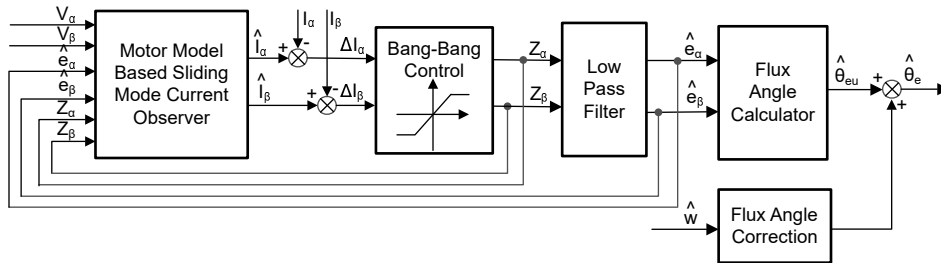 Vα
Vβ
êα
êβ
Zα
Zβ
Motor Model
Based Sliding
Mode Current
Observer
Îα
Îβ
Iα
Iβ
+
-
+
-
ΔIα
ΔIβ
Bang-Bang
Control
Zα
Zβ
Low
Pass
Filter
êα
êβ
Flux
Angle
Calculator
θ̂eu
+
+
θ̂e
ŵ
Flux Angle
Correction